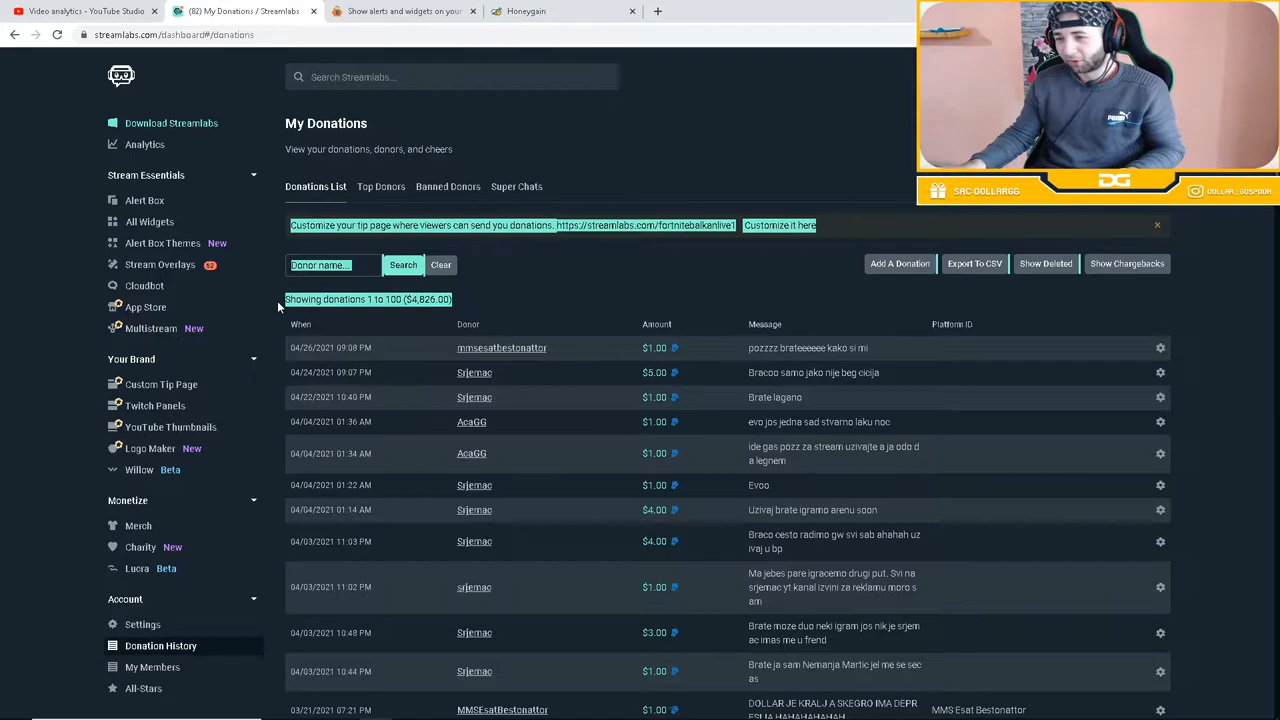 Video analytics - YouTube Studio
(82) My Donations / Streamlabs
Show alerts and widgets on your
Honeygain
streamlabs.com/dashboard#/donations
Search Streamlabs...
Download Streamlabs
Analytics
Stream Essentials
Alert Box
All Widgets
Alert Box Themes New
Stream Overlays 62
Cloudbot
App Store
Multistream New
Your Brand
Custom Tip Page
Twitch Panels
YouTube Thumbnails
Logo Maker New
Willow Beta
Monetize
Merch
Charity New
Lucra Beta
Account
Settings
Donation History
My Members
All-Stars
My Donations
View your donations, donors, and cheers
Donations List Top Donors Banned Donors Super Chats
Customize your tip page where viewers can send you donations. https://streamlabs.com/fortnitebalkanlive1 Customize it here
Donor name... Search Clear
Add A Donation Export To CSV Show Deleted Show Chargebacks
Showing donations 1 to 100 ($4,826.00)
When Donor Amount Message Platform ID
04/26/2021 09:08 PM mmsesatbestonattor $1.00 pozzzz brateeeeee kako si mi
04/24/2021 09:07 PM Srjemac $5.00 Bracoo samo jako nije beg cicija
04/22/2021 10:40 PM Srjemac $1.00 Brate lagano
04/04/2021 01:36 AM AcaGG $1.00 evo jos jedna sad stvarno laku noc
04/04/2021 01:34 AM AcaGG $1.00 ide gas pozz za stream uzivajte a ja odo d
a legnem
04/04/2021 01:22 AM Srjemac $1.00 Evoo
04/04/2021 01:14 AM Srjemac $4.00 Uzivaj brate igramo arenu soon
04/03/2021 11:03 PM Srjemac $4.00 Braco cesto radimo gw svi sab ahahah uz
ivaj u bp
04/03/2021 11:02 PM srjemac $1.00 Ma jebes pare igracemo drugi put. Svi na
srjemac yt kanal izvini za reklamu moro s
am
04/03/2021 10:48 PM Srjemac $3.00 Brate moze duo neki igram jos nik je srjem
ac imas me u frend
04/03/2021 10:44 PM Srjemac $1.00 Brate ja sam Nemanja Martic jel me se sec
as
03/21/2021 07:21 PM MMSEsatBestonattor $1.00 DOLLAR JE KRALJ A SKEGRO IMA DEPR
ESIJA HAHAHAHAHAH MMS Esat Bestonattor
PUMA
SAC-DOLLARGG
DG
DOLLAR_GOSPODA